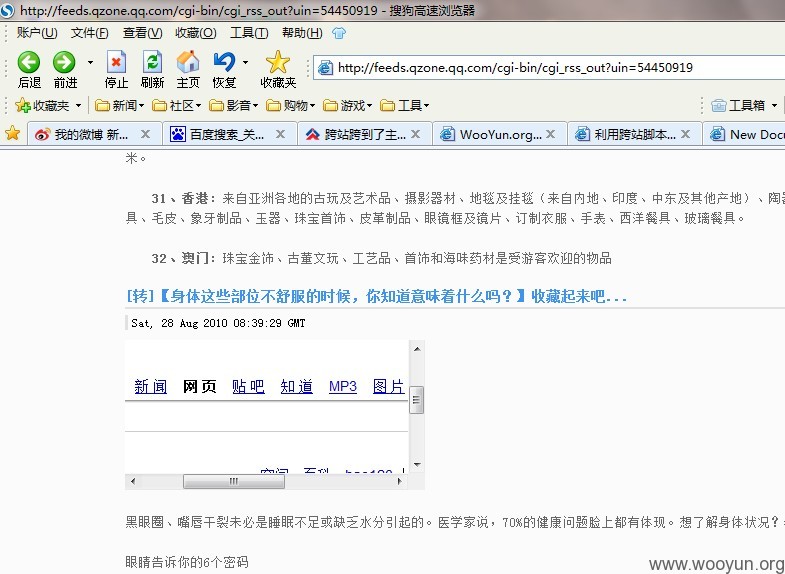 http://feeds.qzone.qq.com/cgi-bin/cgi_rss_out?uin=54450919 - 搜狗高速浏览器
账户(U) 文件(F) 查看(V) 收藏(O) 工具(T) 帮助(H)
后退 前进 停止 刷新 主页 恢复 收藏夹
http://feeds.qzone.qq.com/cgi-bin/cgi_rss_out?uin=54450919
收藏夹 新闻 社区 影音 购物 游戏 工具 工具箱
我的微博 新... 百度搜索_关... 跨站跨到了主... WooYun.org... 利用跨站脚本... New Docu
米。
31、香港：来自亚洲各地的古玩及艺术品、摄影器材、地毯及挂毯（来自内地、印度、中东及其他产地）、陶器
具、毛皮、象牙制品、玉器、珠宝首饰、皮革制品、眼镜框及镜片、订制衣服、手表、西洋餐具、玻璃餐具。
32、澳门：珠宝金饰、古董文玩、工艺品、首饰和海味药材是受游客欢迎的物品
[转]【身体这些部位不舒服的时候，你知道意味着什么吗？】收藏起来吧...
Sat, 28 Aug 2010 08:39:29 GMT
新闻 网页 贴吧 知道 MP3 图片
空间 百科 hao123
黑眼圈、嘴唇干裂未必是睡眠不足或缺乏水分引起的。医学家说，70%的健康问题脸上都有体现。想了解身体状况？
眼睛告诉你的6个密码
www.wooyun.org